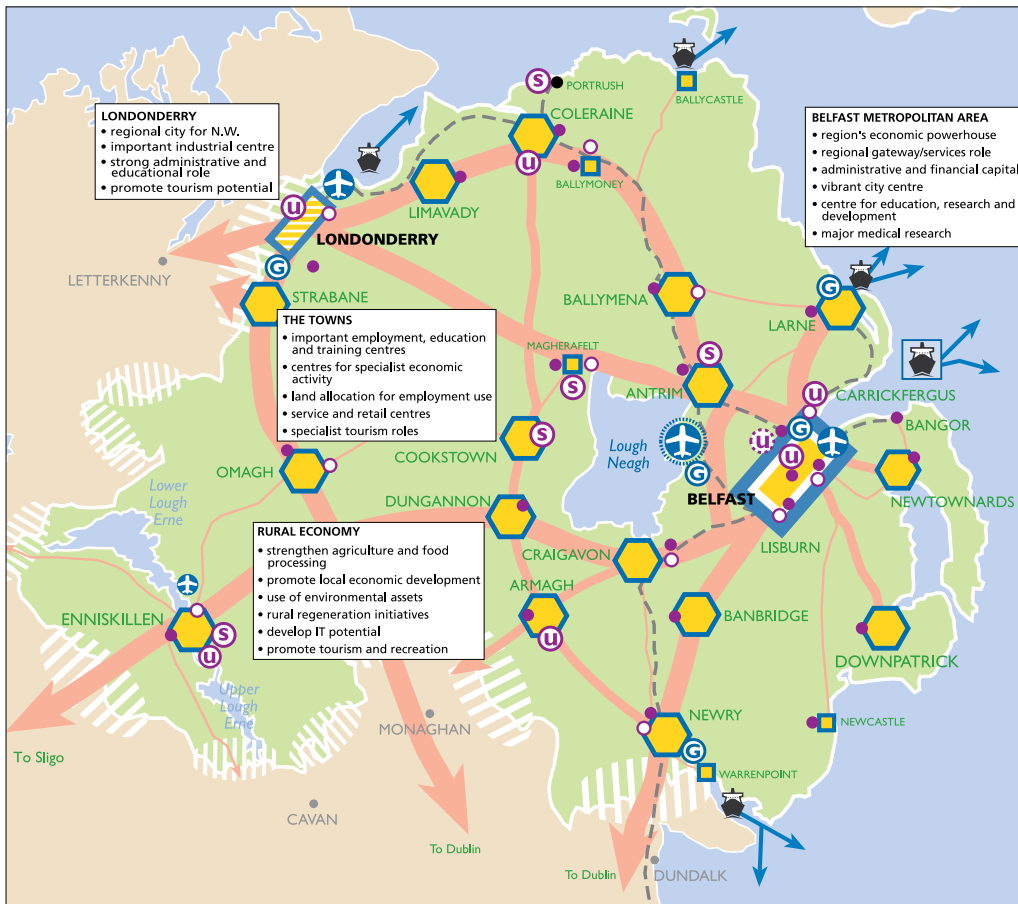 PORTRUSH
S
COLERAINE
u
BALLYCASTLE
BALLYMONEY
LONDONDERRY
• regional city for N.W.
• important industrial centre
• strong administrative and
educational role
• promote tourism potential
BELFAST METROPOLITAN AREA
• region's economic powerhouse
• regional gateway/services role
• administrative and financial capital
• vibrant city centre
• centre for education, research and
development
• major medical research
LIMAVADY
u
LONDONDERRY
LETTERKENNY
G
STRABANE
BALLYMENA
G
LARNE
THE TOWNS
• important employment, education
and training centres
• centres for specialist economic
activity
• land allocation for employment use
• service and retail centres
• specialist tourism roles
MAGHERAFELT
S
S
ANTRIM
u
CARRICKFERGUS
G
BANGOR
u
u
S
COOKSTOWN
Lough
Neagh
G
OMAGH
BELFAST
NEWTOWNARDS
Lower
Lough
Erne
DUNGANNON
LISBURN
CRAIGAVON
RURAL ECONOMY
• strengthen agriculture and food
processing
• promote local economic development
• use of environmental assets
• rural regeneration initiatives
• develop IT potential
• promote tourism and recreation
ARMAGH
u
ENNISKILLEN
S
u
BANBRIDGE
DOWNPATRICK
Upper
Lough
Erne
MONAGHAN
NEWRY
G
NEWCASTLE
To Sligo
WARRENPOINT
CAVAN
To Dublin
To Dublin
DUNDALK